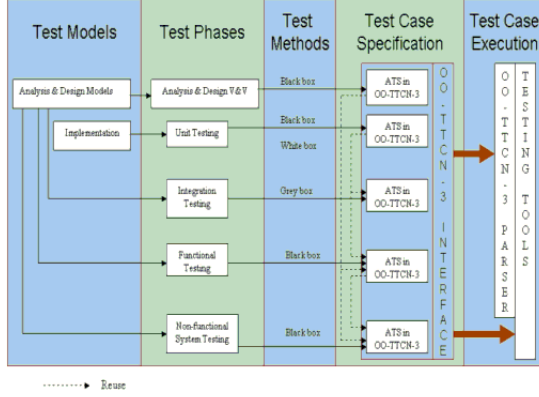 Test Models
Test Phases
Test
Methods
Test Case
Specification
Test Case
Execution
Analysis & Design Models
Analysis & Design V&V
Black box
ATS in
OO-TTCN-3
Implementation
Unit Testing
Black box
White box
ATS in
OO-TTCN-3
Integration
Testing
Grey box
ATS in
OO-TTCN-3
Functional
Testing
Black box
ATS in
OO-TTCN-3
Non-functional
System Testing
Black box
ATS in
OO-TTCN-3
OO-TTCN-3 INTERFACE
OO-TTCN-3 PARSER
TESTING TOOLS
Reuse